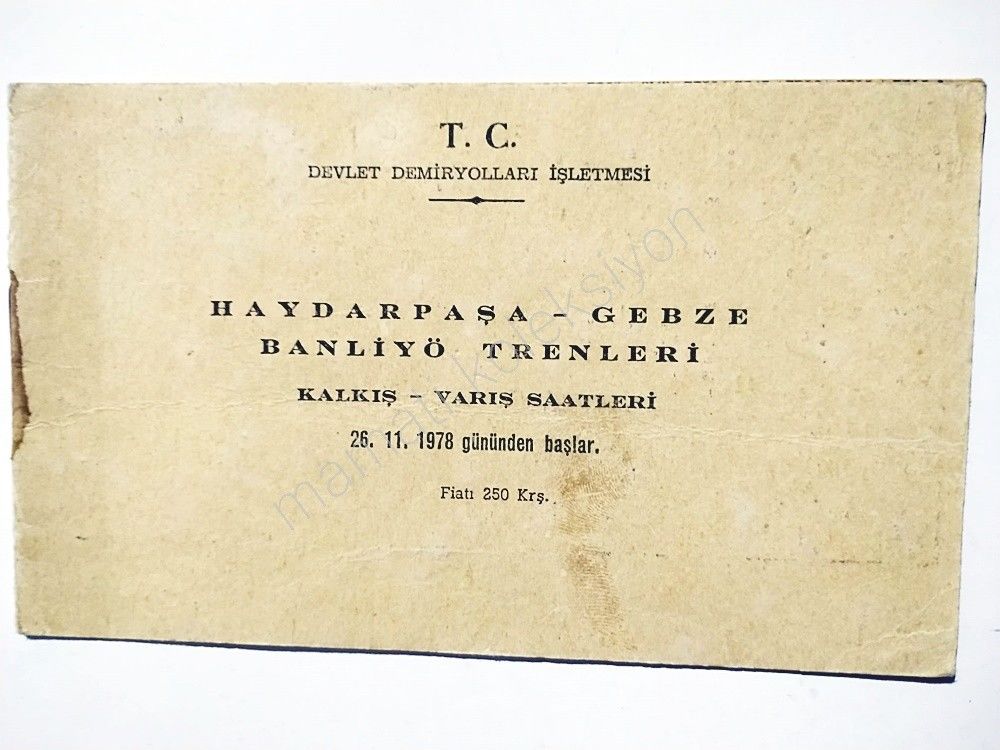 T. C.
DEVLET DEMİRYOLLARI İŞLETMESİ
HAYDARPAŞA – GEBZE
BANLİYÖ TRENLERİ
KALKIŞ – VARIŞ SAATLERİ
26. 11. 1978 gününden başlar.
Fiatı 250 Krş.